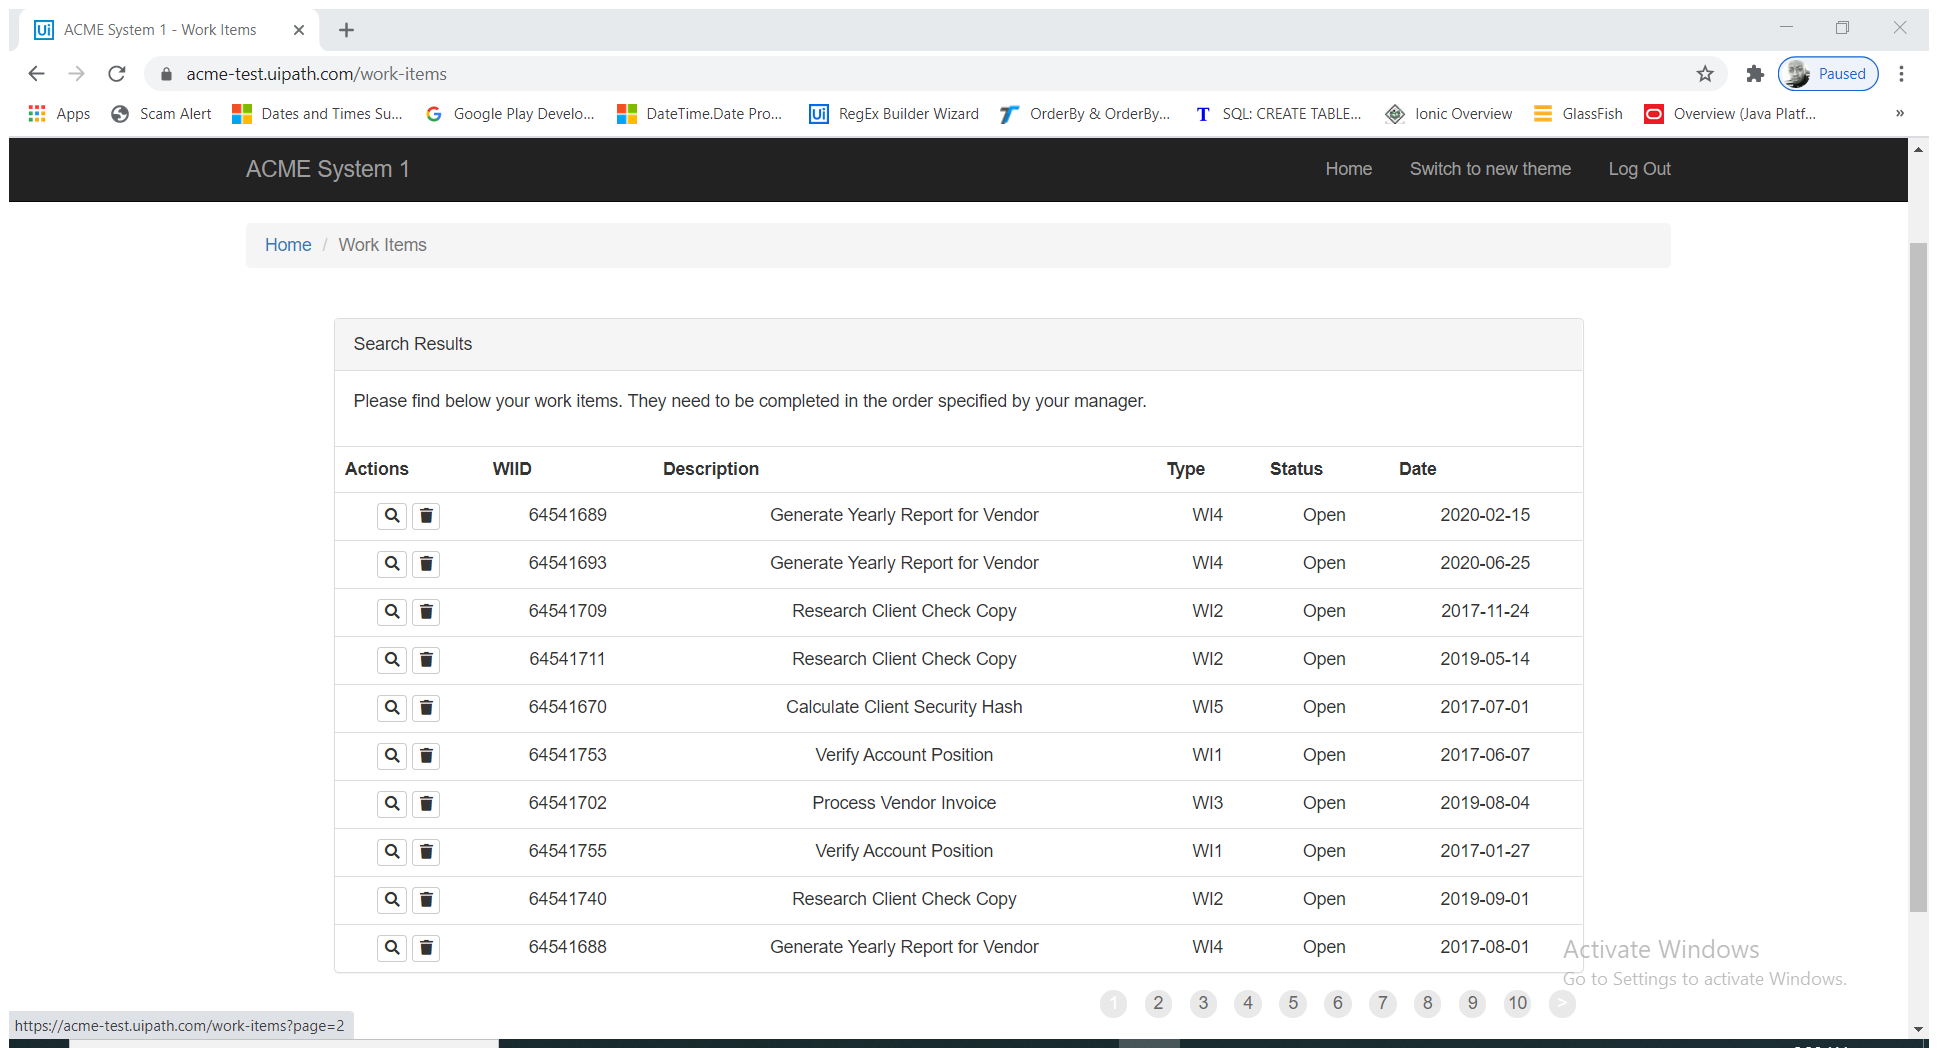 ACME System 1 - Work Items
acme-test.uipath.com/work-items
Paused
Apps Scam Alert Dates and Times Su... Google Play Develo... DateTime.Date Pro... Ui RegEx Builder Wizard OrderBy & OrderBy... T SQL: CREATE TABLE... Ionic Overview GlassFish Overview (Java Platf... »
ACME System 1 Home Switch to new theme Log Out
Home / Work Items
Search Results
Please find below your work items. They need to be completed in the order specified by your manager.
Actions WIID Description Type Status Date
64541689 Generate Yearly Report for Vendor WI4 Open 2020-02-15
64541693 Generate Yearly Report for Vendor WI4 Open 2020-06-25
64541709 Research Client Check Copy WI2 Open 2017-11-24
64541711 Research Client Check Copy WI2 Open 2019-05-14
64541670 Calculate Client Security Hash WI5 Open 2017-07-01
64541753 Verify Account Position WI1 Open 2017-06-07
64541702 Process Vendor Invoice WI3 Open 2019-08-04
64541755 Verify Account Position WI1 Open 2017-01-27
64541740 Research Client Check Copy WI2 Open 2019-09-01
64541688 Generate Yearly Report for Vendor WI4 Open 2017-08-01
Activate Windows
Go to Settings to activate Windows.
1 2 3 4 5 6 7 8 9 10 >
https://acme-test.uipath.com/work-items?page=2